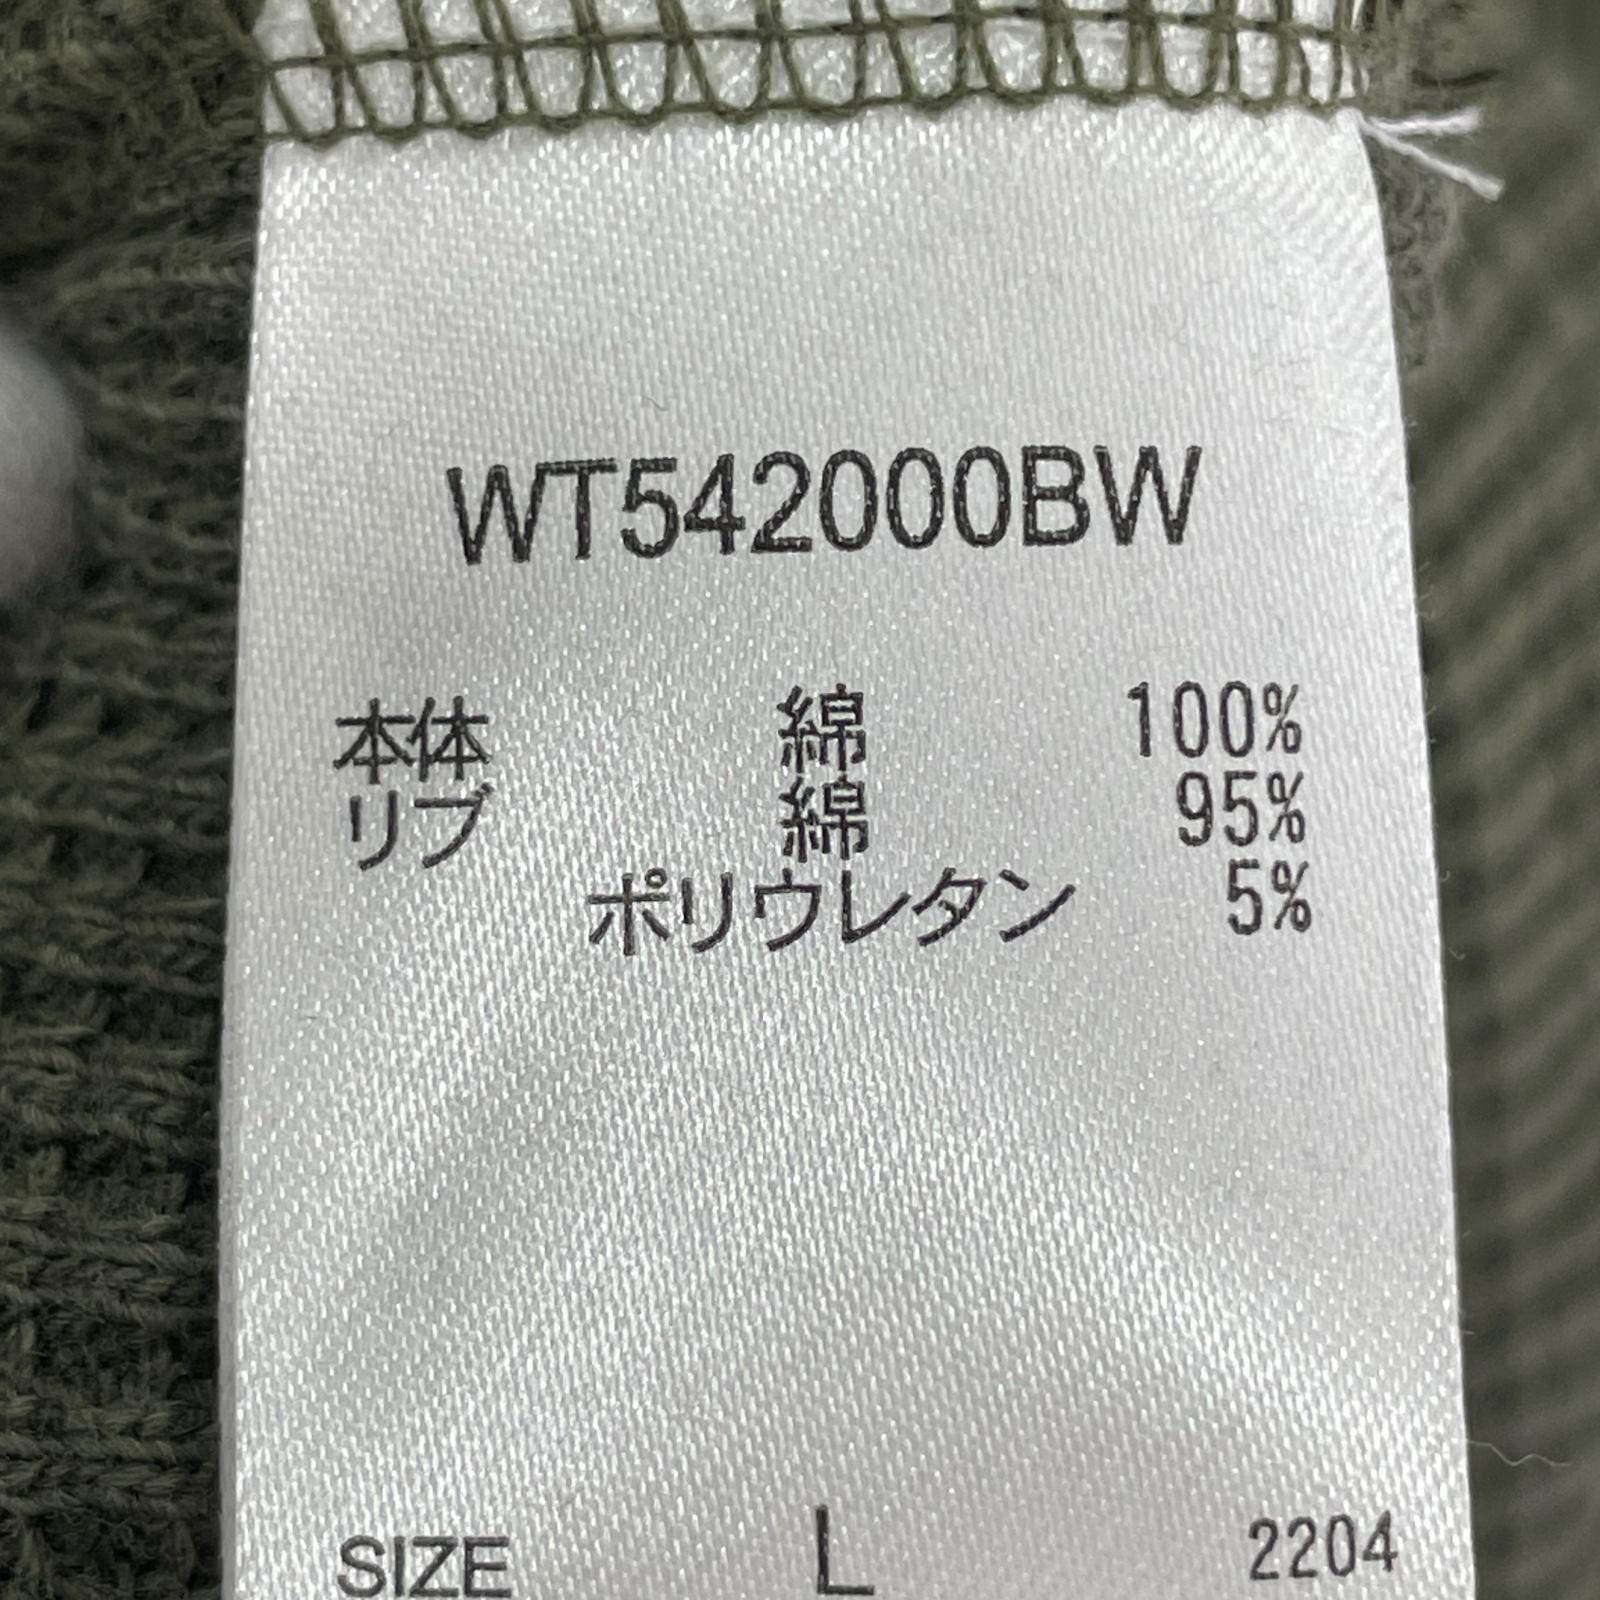 WT542000BW
本体 綿 100%
リブ 綿 95%
ポリウレタン 5%
SIZE L 2204